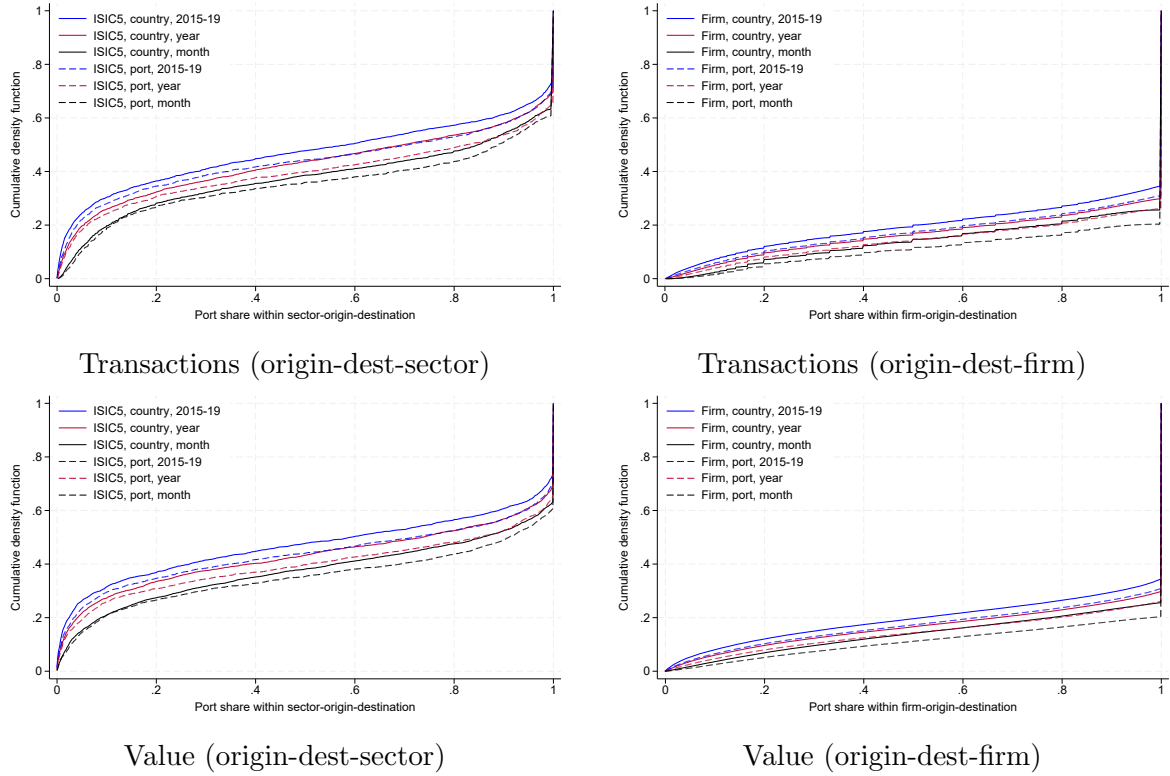 Cumulative density function
1
.8
.6
.4
.2
0
ISIC5, country, 2015-19
ISIC5, country, year
ISIC5, country, month
ISIC5, port, 2015-19
ISIC5, port, year
ISIC5, port, month
0 .2 .4 .6 .8 1
Port share within sector-origin-destination
Transactions (origin-dest-sector)
Cumulative density function
1
.8
.6
.4
.2
0
Firm, country, 2015-19
Firm, country, year
Firm, country, month
Firm, port, 2015-19
Firm, port, year
Firm, port, month
0 .2 .4 .6 .8 1
Port share within firm-origin-destination
Transactions (origin-dest-firm)
Cumulative density function
1
.8
.6
.4
.2
0
ISIC5, country, 2015-19
ISIC5, country, year
ISIC5, country, month
ISIC5, port, 2015-19
ISIC5, port, year
ISIC5, port, month
0 .2 .4 .6 .8 1
Port share within sector-origin-destination
Value (origin-dest-sector)
Cumulative density function
1
.8
.6
.4
.2
0
Firm, country, 2015-19
Firm, country, year
Firm, country, month
Firm, port, 2015-19
Firm, port, year
Firm, port, month
0 .2 .4 .6 .8 1
Port share within firm-origin-destination
Value (origin-dest-firm)